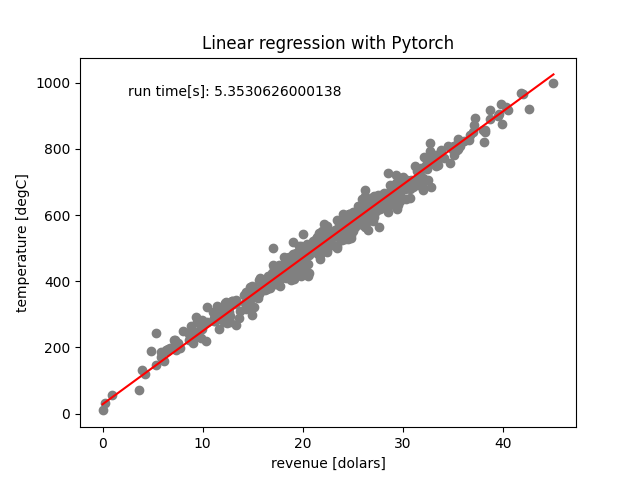 Linear regression with Pytorch
run time[s]: 5.3530626000138
1000
800
600
400
200
0
temperature [degC]
0 10 20 30 40
revenue [dolars]